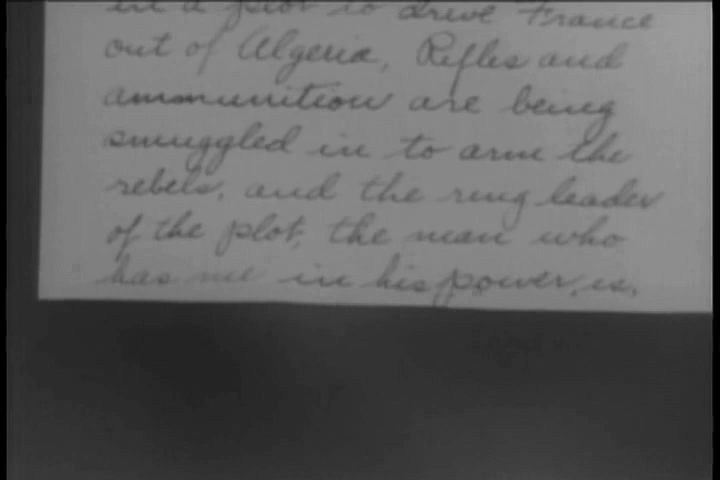 in a plot to drive France
out of Algeria. Rifles and
ammunition are being
smuggled in to arm the
rebels, and the ring leader
of the plot, the man who
has me in his power, is,